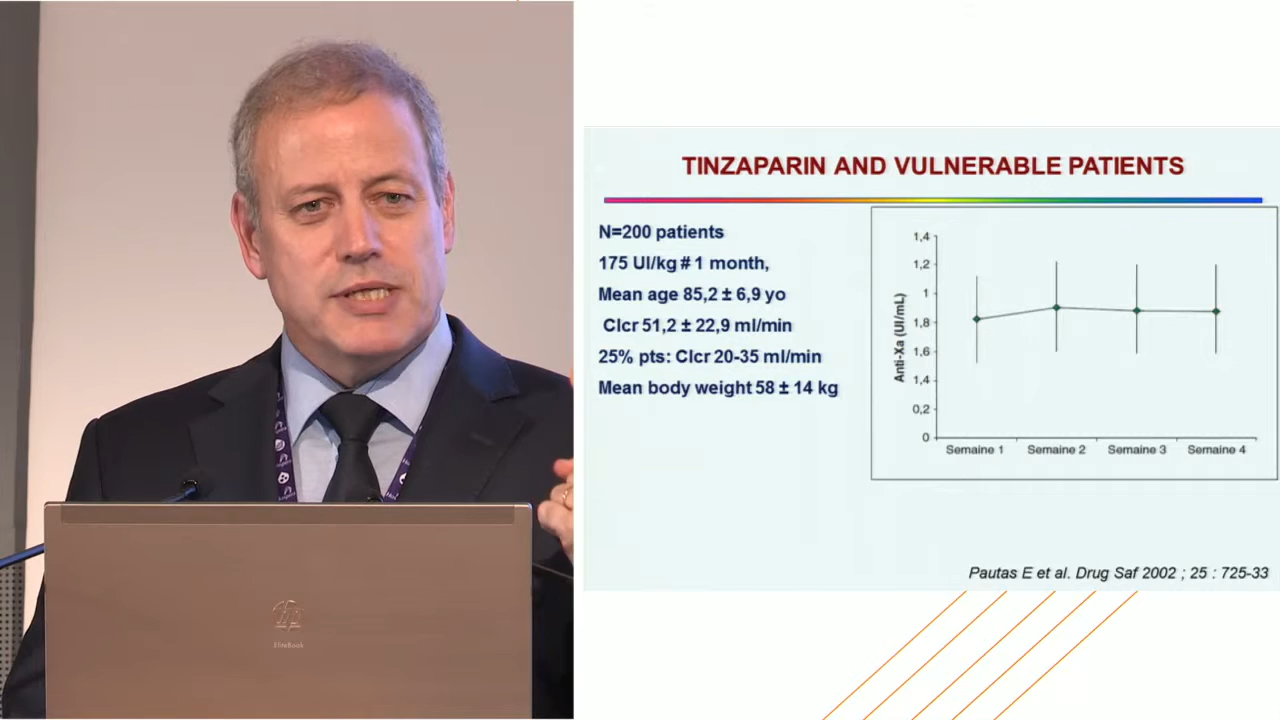 TINZAPARIN AND VULNERABLE PATIENTS
N=200 patients
175 UI/kg # 1 month,
Mean age 85,2 ± 6,9 yo
Clcr 51,2 ± 22,9 ml/min
25% pts: Clcr 20-35 ml/min
Mean body weight 58 ± 14 kg
Anti-Xa (UI/mL)
1,4
1,2
1
1,8
1,6
1,4
0,2
0
Semaine 1 Semaine 2 Semaine 3 Semaine 4
Pautas E et al. Drug Saf 2002 ; 25 : 725-33
EliteBook